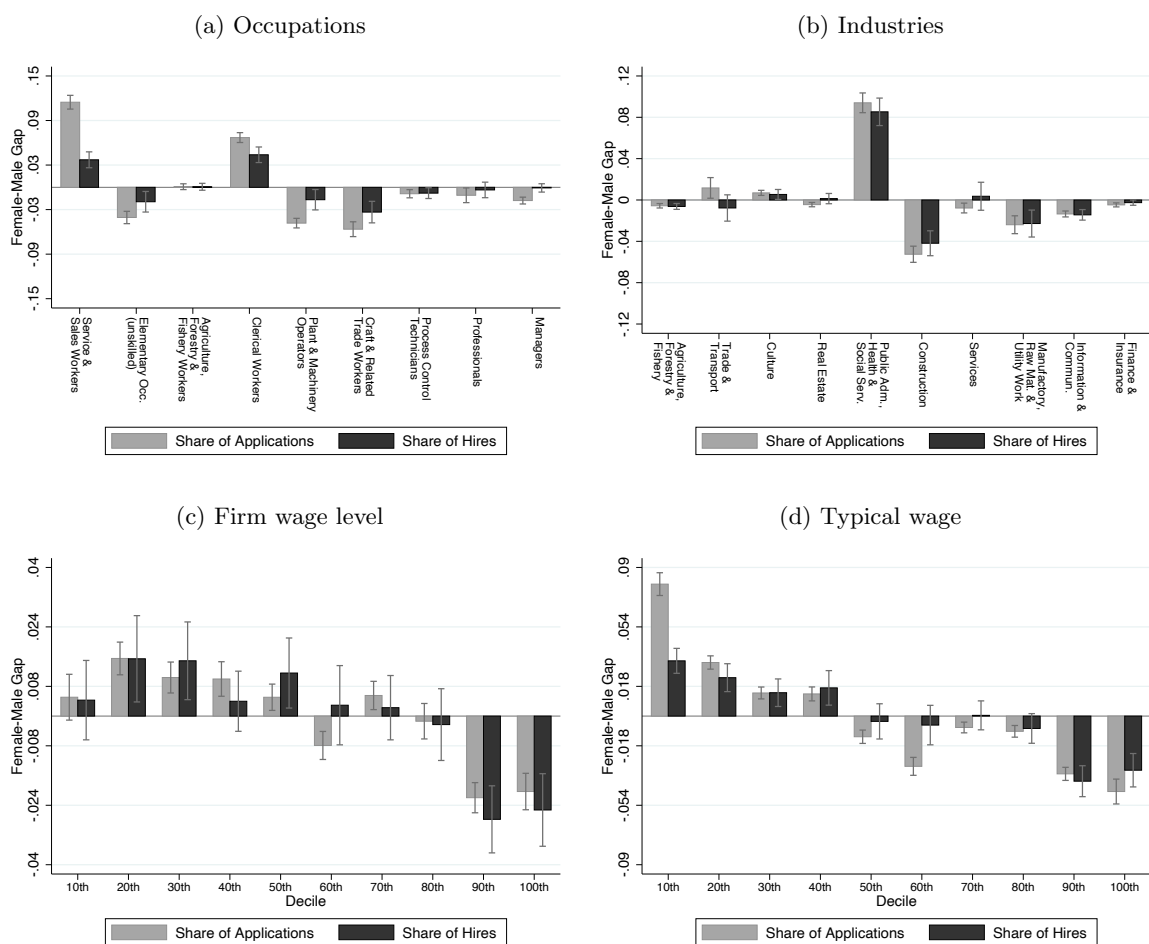 (a) Occupations
Female-Male Gap
.15
.09
.03
-.03
-.09
-.15
Service &
Sales Workers
Elementary Occ.
(unskilled)
Agriculture,
Forestry &
Fishery Workers
Clerical Workers
Plant & Machinery
Operators
Craft & Related
Trade Workers
Process Control
Technicians
Professionals
Managers
Share of Applications
Share of Hires
(b) Industries
Female-Male Gap
.12
.08
.04
0
-.04
-.08
-.12
Agriculture,
Forestry &
Fishery
Trade &
Transport
Culture
Real Estate
Public Adm.,
Health &
Social Serv.
Construction
Services
Manufactory,
Raw Mat. &
Utility Work
Information &
Commun.
Finance &
Insurance
Share of Applications
Share of Hires
(c) Firm wage level
Female-Male Gap
.04
.024
.008
-.008
-.024
-.04
10th
20th
30th
40th
50th
60th
70th
80th
90th
100th
Decile
Share of Applications
Share of Hires
(d) Typical wage
Female-Male Gap
.09
.054
.018
-.018
-.054
-.09
10th
20th
30th
40th
50th
60th
70th
80th
90th
100th
Decile
Share of Applications
Share of Hires